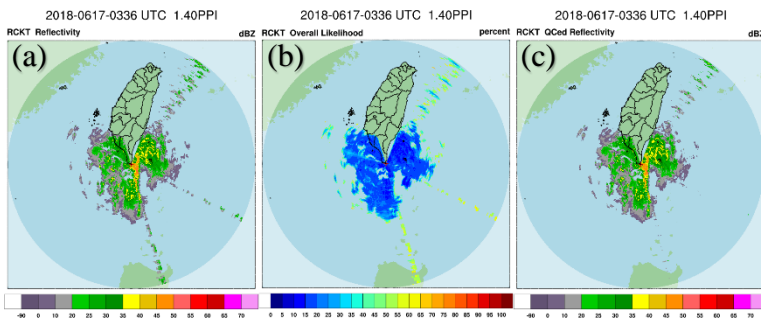 2018-0617-0336 UTC 1.40PPI
RCKT Reflectivity dBZ
(a)
-90 0 10 20 30 35 40 45 50 55 60 65 70
2018-0617-0336 UTC 1.40PPI
RCKT Overall Likelihood percent
(b)
0 5 10 15 20 25 30 35 40 45 50 55 60 65 70 75 80 85 90 95 100
2018-0617-0336 UTC 1.40PPI
RCKT QCed Reflectivity dBZ
(c)
-90 0 10 20 30 35 40 45 50 55 60 65 70